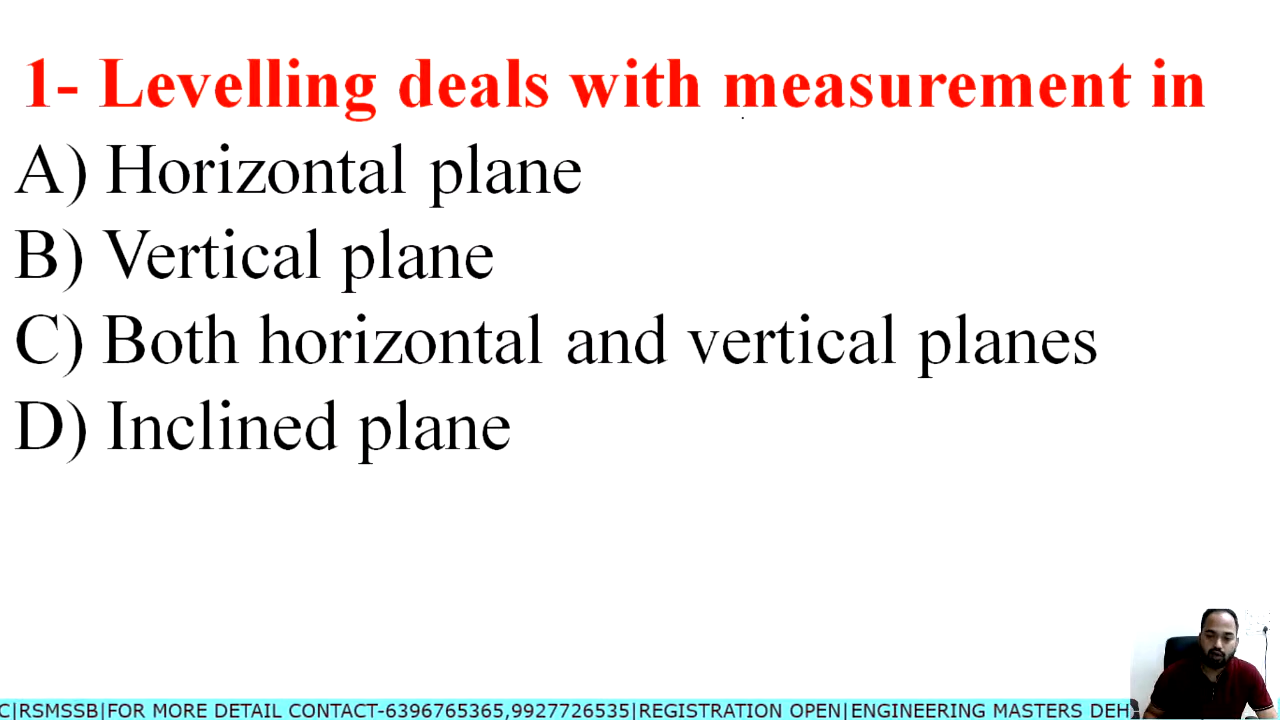 1- Levelling deals with measurement in
A) Horizontal plane
B) Vertical plane
C) Both horizontal and vertical planes
D) Inclined plane
C|RSMSSB|FOR MORE DETAIL CONTACT-6396765365,9927726535|REGISTRATION OPEN|ENGINEERING MASTERS DEH